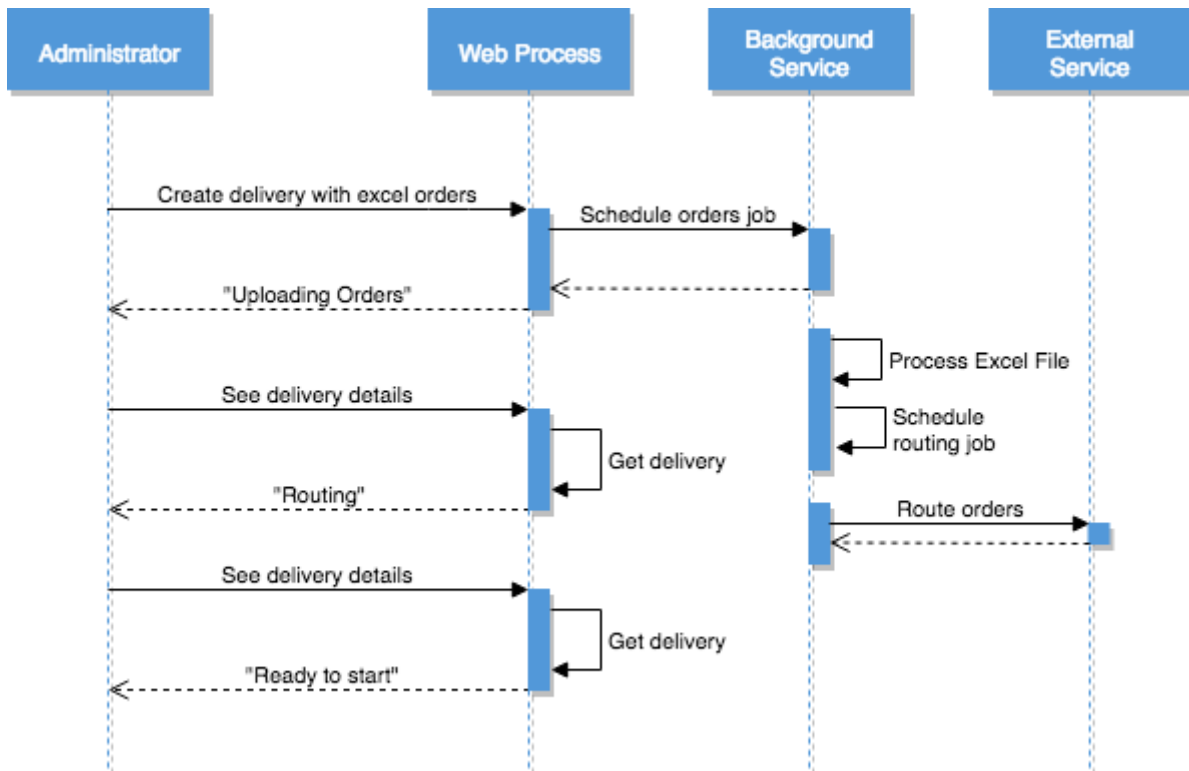 Administrator
Web Process
Background
Service
External
Service
Create delivery with excel orders
Schedule orders job
"Uploading Orders"
Process Excel File
See delivery details
Schedule
routing job
Get delivery
"Routing"
Route orders
See delivery details
Get delivery
"Ready to start"